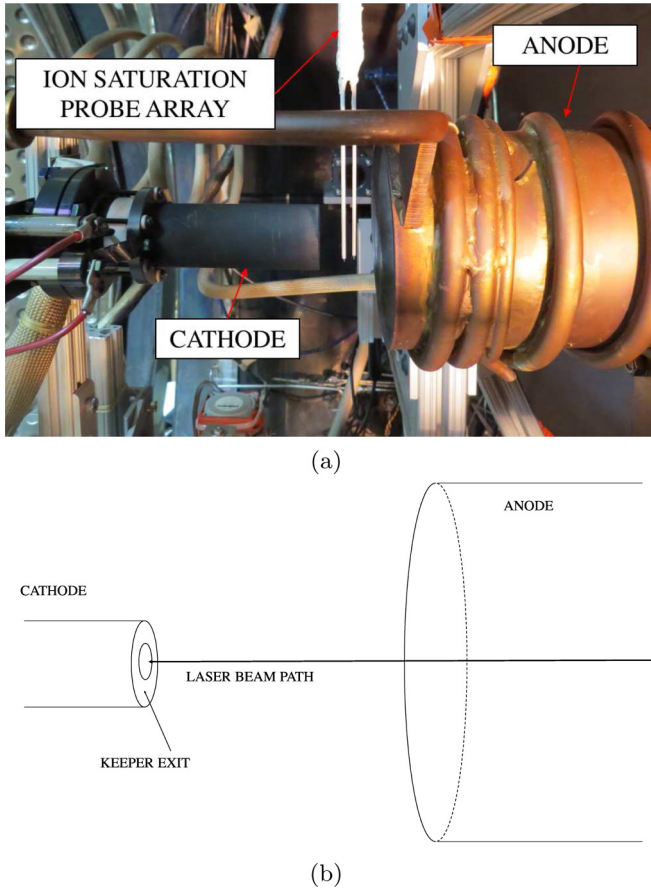 ION SATURATION
PROBE ARRAY
ANODE
CATHODE
(a)
ANODE
CATHODE
LASER BEAM PATH
KEEPER EXIT
(b)